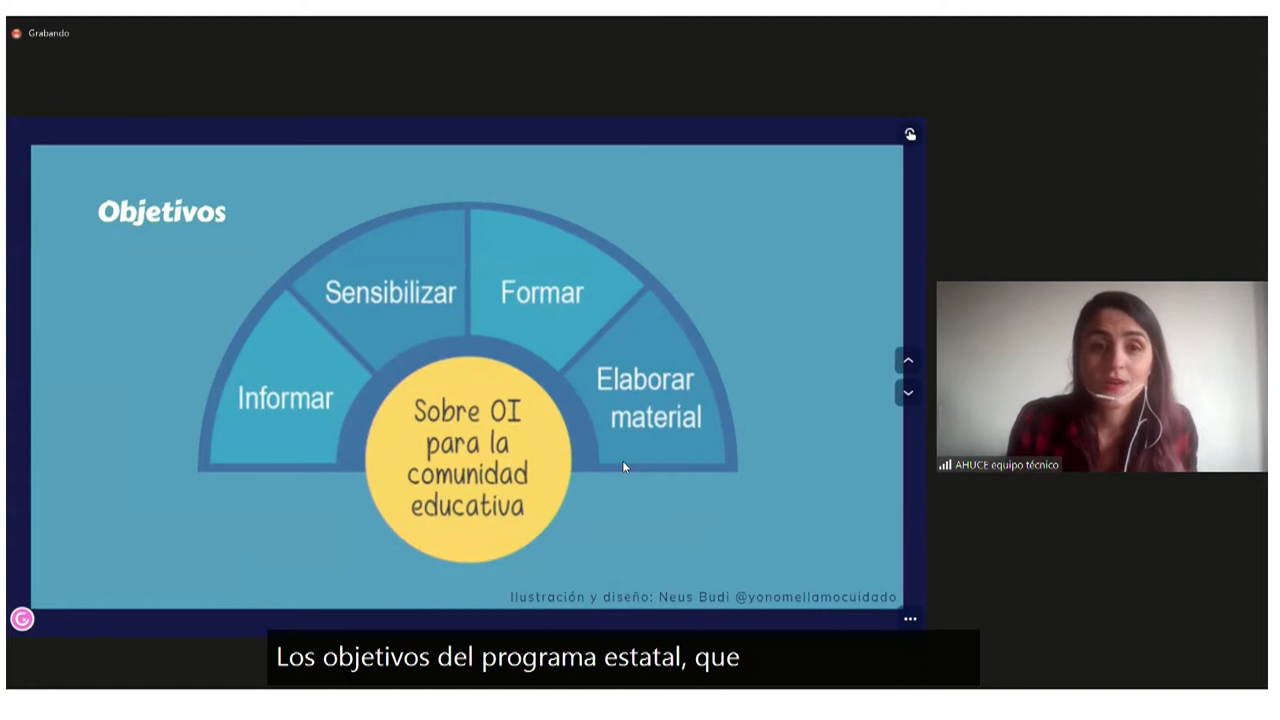 Grabando
Objetivos
Sensibilizar
Formar
Informar
Elaborar
material
Sobre OI
para la
comunidad
educativa
AHUCE equipo técnico
Ilustración y diseño: Neus Budi @yonomellamocuidado
Los objetivos del programa estatal, que